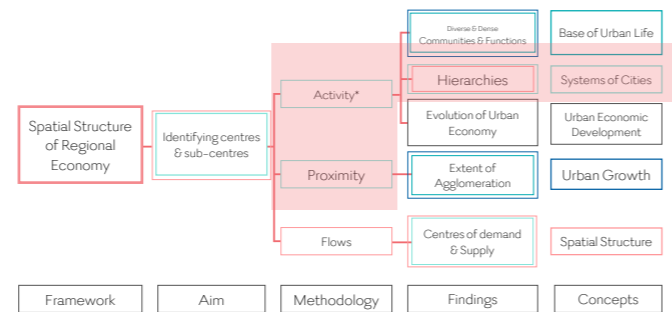 Diverse & Dense
Communities & Functions
Base of Urban Life
Hierarchies
Systems of Cities
Activity*
Evolution of Urban
Economy
Urban Economic
Development
Spatial Structure
of Regional
Economy
Identifying centres
& sub-centres
Proximity
Extent of
Agglomeration
Urban Growth
Flows
Centres of demand
& Supply
Spatial Structure
Framework
Aim
Methodology
Findings
Concepts